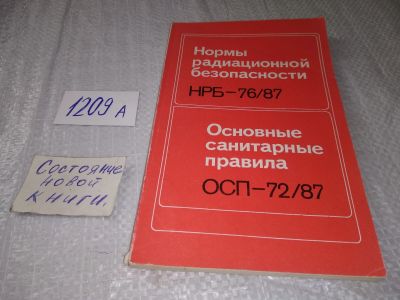 Нормы
радиационной
безопасности
НРБ-76/87
Основные
санитарные
правила
ОСП-72/87
1209 А
Состояние
новой
книги.